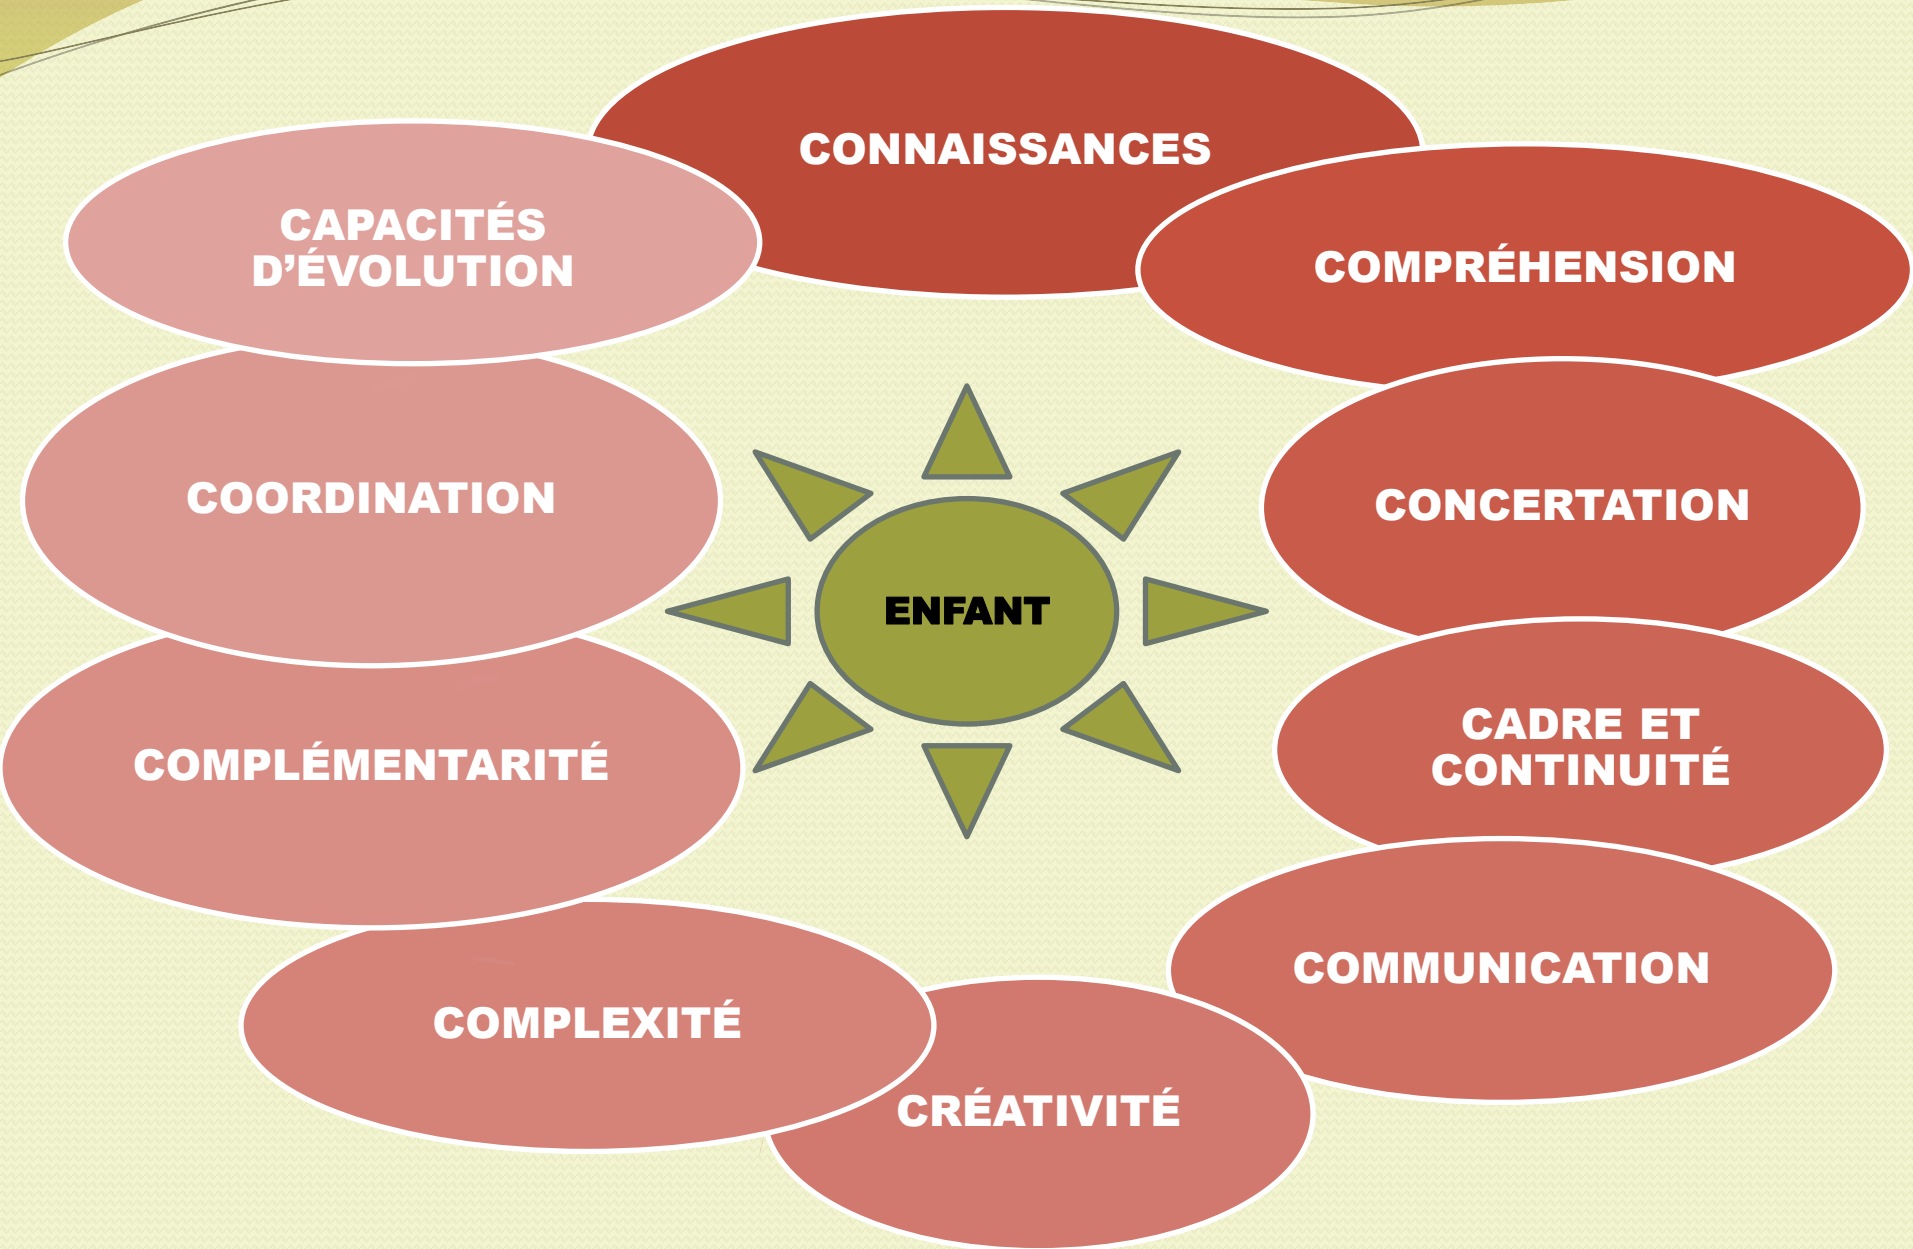 CONNAISSANCES
COMPRÉHENSION
CONCERTATION
CADRE ET
CONTINUITÉ
COMMUNICATION
CRÉATIVITÉ
COMPLEXITÉ
COMPLÉMENTARITÉ
COORDINATION
CAPACITÉS
D’ÉVOLUTION
ENFANT